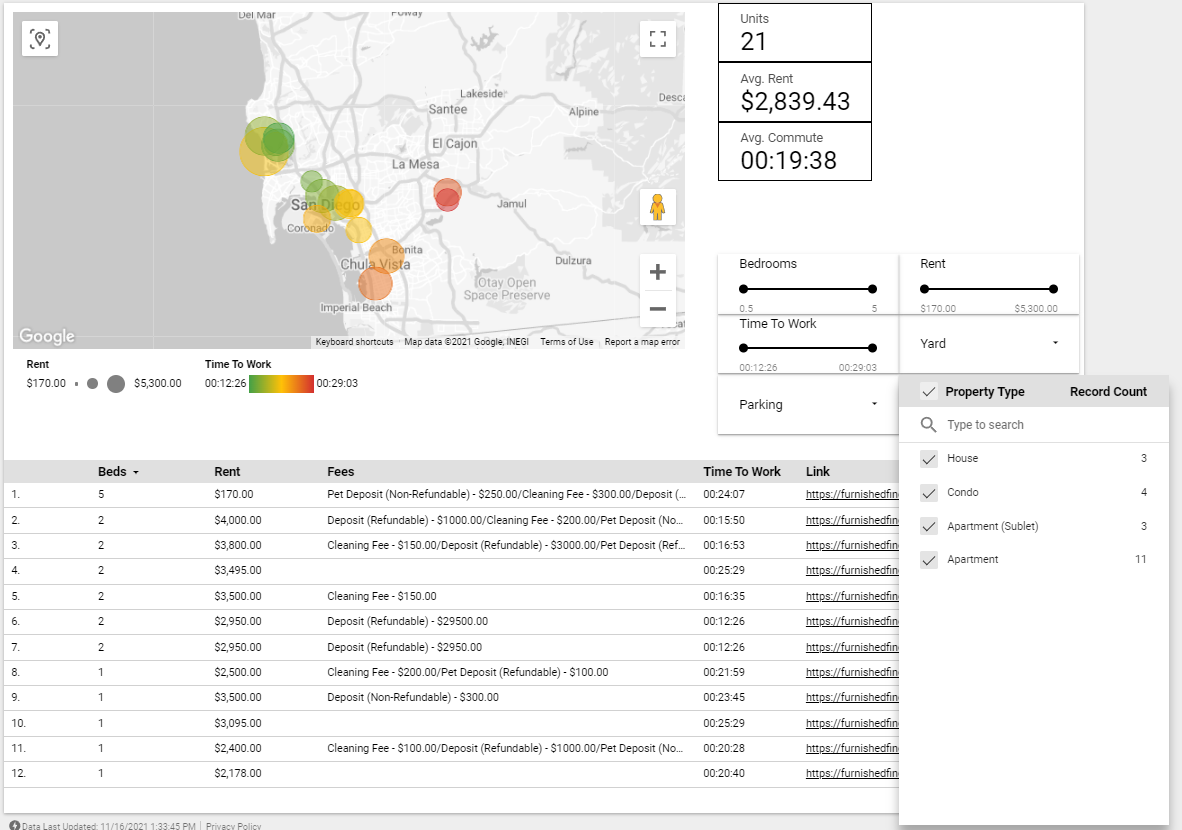 Del Mar
Poway
Lakeside
Santee
Alpine
Desca
El Cajon
La Mesa
San Diego
Jamul
Coronado
Bonita
Chula Vista
Dulzura
Otay Open
Space Preserve
Imperial Beach
Google
Keyboard shortcuts Map data ©2021 Google, INEGI Terms of Use Report a map error
Units
21
Avg. Rent
$2,839.43
Avg. Commute
00:19:38
Rent
$170.00 $5,300.00
Time To Work
00:12:26 00:29:03
Bedrooms
0.5 5
Rent
$170.00 $5,300.00
Time To Work
00:12:26 00:29:03
Yard
Parking
Property Type Record Count
Type to search
House 3
Condo 4
Apartment (Sublet) 3
Apartment 11
Beds Rent Fees Time To Work Link
1. 5 $170.00 Pet Deposit (Non-Refundable) - $250.00/Cleaning Fee - $300.00/Deposit (... 00:24:07 https://furnishedfin
2. 2 $4,000.00 Deposit (Refundable) - $1000.00/Cleaning Fee - $200.00/Pet Deposit (No... 00:15:50 https://furnishedfin
3. 2 $3,800.00 Cleaning Fee - $150.00/Deposit (Refundable) - $3000.00/Pet Deposit (Ref... 00:16:53 https://furnishedfin
4. 2 $3,495.00 00:25:29 https://furnishedfin
5. 2 $3,500.00 Cleaning Fee - $150.00 00:16:35 https://furnishedfin
6. 2 $2,950.00 Deposit (Refundable) - $29500.00 00:12:26 https://furnishedfin
7. 2 $2,950.00 Deposit (Refundable) - $2950.00 00:12:26 https://furnishedfin
8. 1 $2,500.00 Cleaning Fee - $200.00/Pet Deposit (Refundable) - $100.00 00:21:59 https://furnishedfin
9. 1 $3,500.00 Deposit (Non-Refundable) - $300.00 00:23:45 https://furnishedfin
10. 1 $3,095.00 00:25:29 https://furnishedfin
11. 1 $2,400.00 Cleaning Fee - $100.00/Deposit (Refundable) - $1000.00/Pet Deposit (No... 00:20:28 https://furnishedfin
12. 1 $2,178.00 00:20:40 https://furnishedfin
Data Last Updated: 11/16/2021 1:33:45 PM Privacy Policy